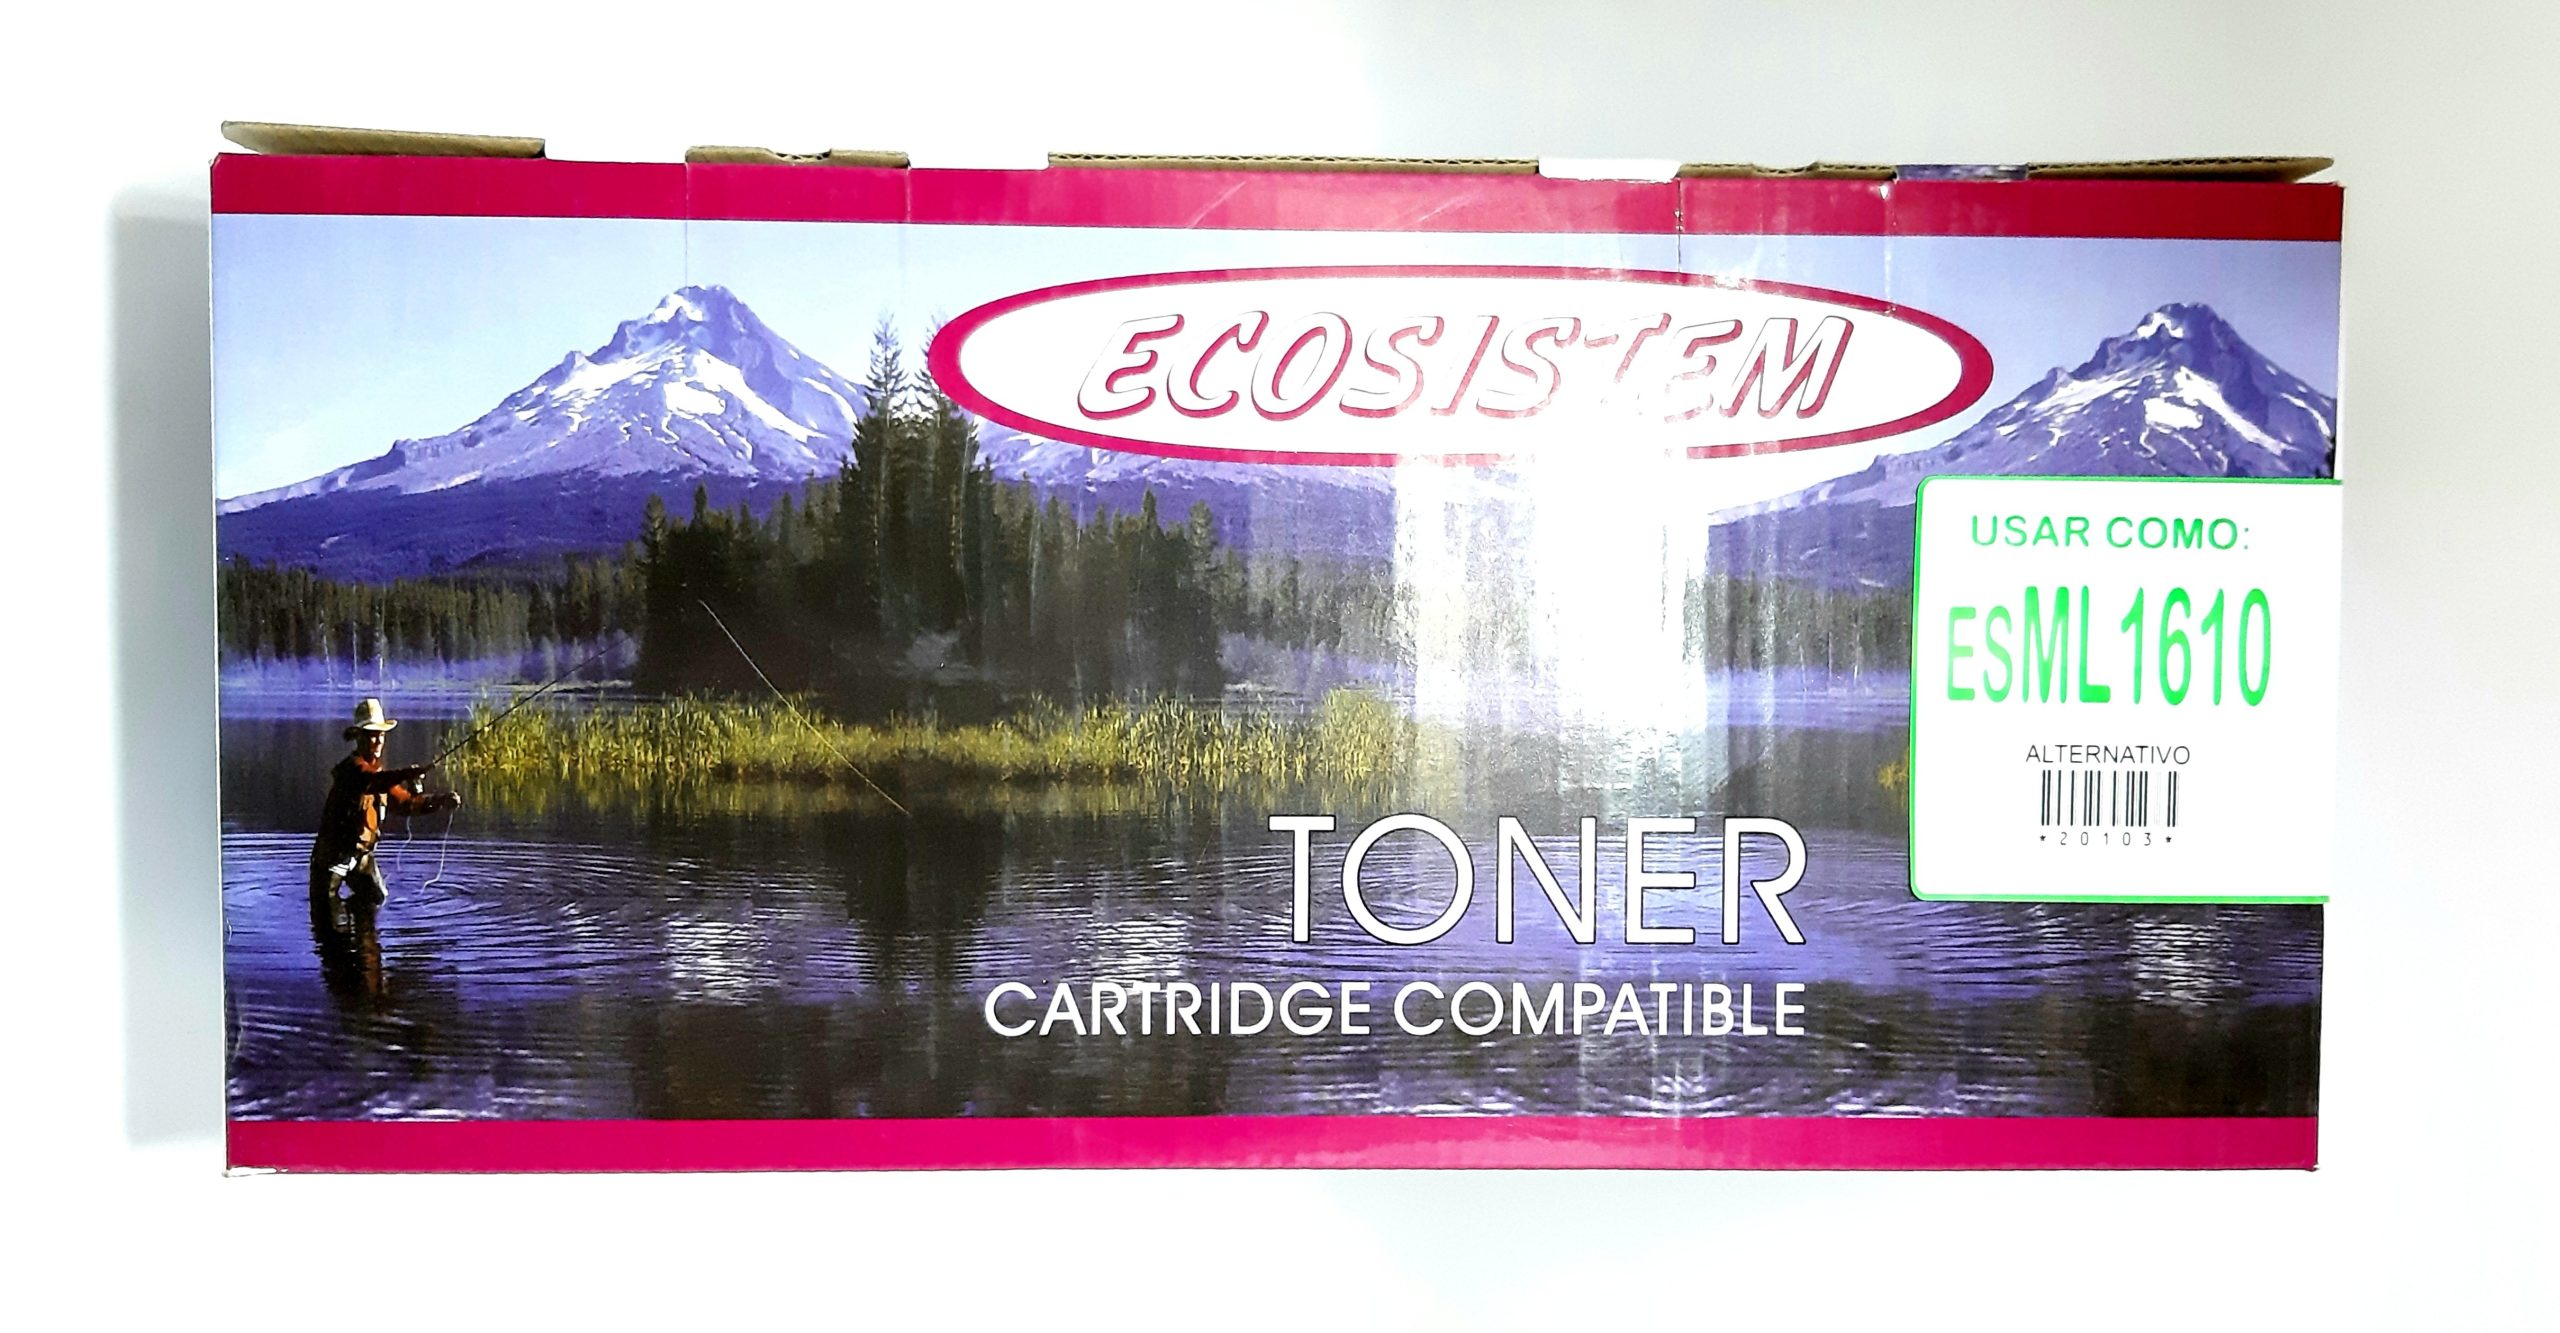 ECOSISTEM
USAR COMO:
ESML1610
ALTERNATIVO
*20103*
TONER
CARTRIDGE COMPATIBLE